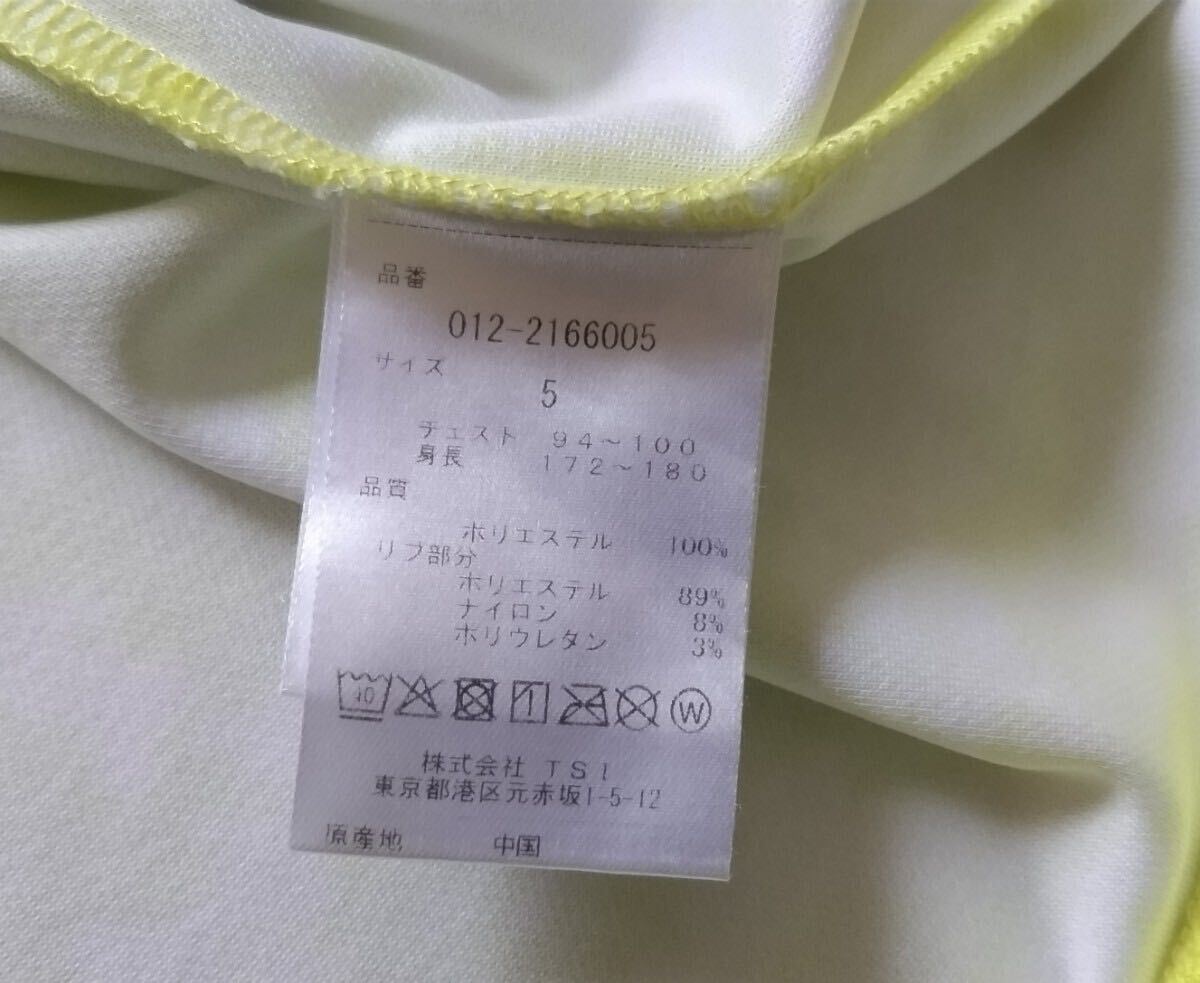 品番
012-2166005
サイズ
5
チェスト 94~100
身長 172~180
品質
ポリエステル 100%
リブ部分
ポリエステル 89%
ナイロン 8%
ポリウレタン 3%
40 W
株式会社 TSI
東京都港区元赤坂1-5-12
原産地 中国